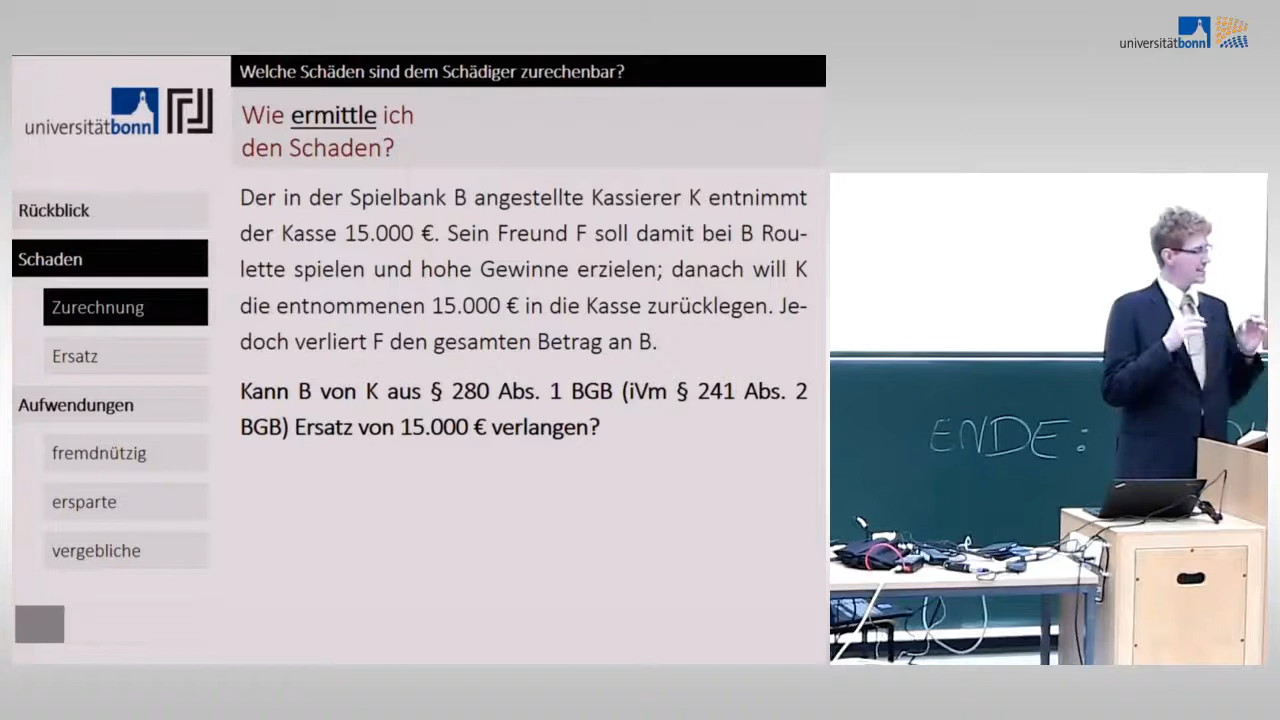 universitätbonn
Welche Schäden sind dem Schädiger zurechenbar?
universitätbonn
Wie ermittle ich
den Schaden?
Rückblick
Schaden
Zurechnung
Ersatz
Aufwendungen
fremdnützig
ersparte
vergebliche
Der in der Spielbank B angestellte Kassierer K entnimmt
der Kasse 15.000 €. Sein Freund F soll damit bei B Rou-
lette spielen und hohe Gewinne erzielen; danach will K
die entnommenen 15.000 € in die Kasse zurücklegen. Je-
doch verliert F den gesamten Betrag an B.
Kann B von K aus § 280 Abs. 1 BGB (iVm § 241 Abs. 2
BGB) Ersatz von 15.000 € verlangen?
ENDE: